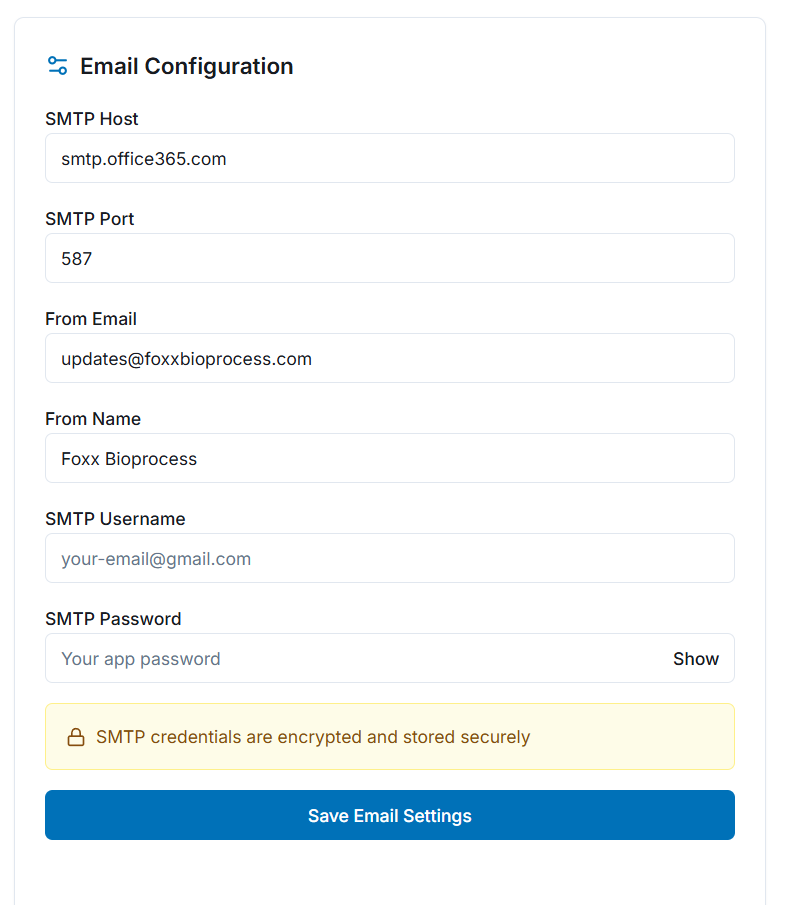 Email Configuration
SMTP Host
smtp.office365.com
SMTP Port
587
From Email
updates@foxxbioprocess.com
From Name
Foxx Bioprocess
SMTP Username
your-email@gmail.com
SMTP Password
Your app password Show
SMTP credentials are encrypted and stored securely
Save Email Settings